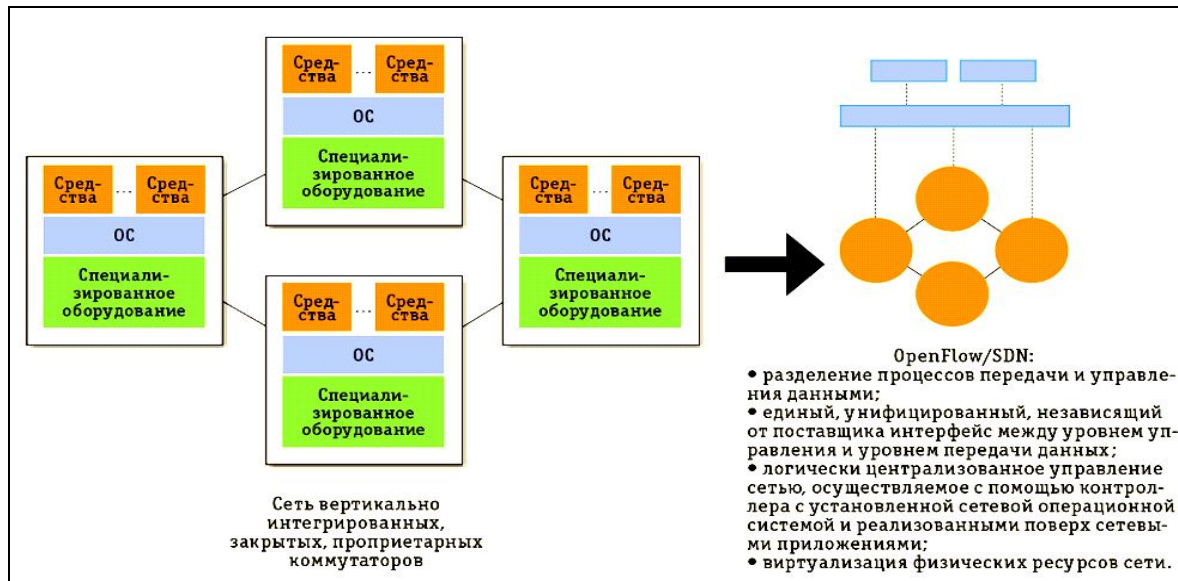 Сред-
ства
...
Сред-
ства
ОС
Специали-
зированное
оборудование
Сред-
ства
...
Сред-
ства
ОС
Специали-
зированное
оборудование
Сред-
ства
...
Сред-
ства
ОС
Специали-
зированное
оборудование
Сред-
ства
...
Сред-
ства
ОС
Специали-
зированное
оборудование
Сеть вертикально
интегрированных,
закрытых, проприетарных
коммутаторов
OpenFlow/SDN:
• разделение процессов передачи и управле-
ния данными;
• единый, унифицированный, независящий
от поставщика интерфейс между уровнем уп-
равления и уровнем передачи данных;
• логически централизованное управление
сетью, осуществляемое с помощью контрол-
лера с установленной сетевой операционной
системой и реализованными поверх сетевы-
ми приложениями;
• виртуализация физических ресурсов сети.